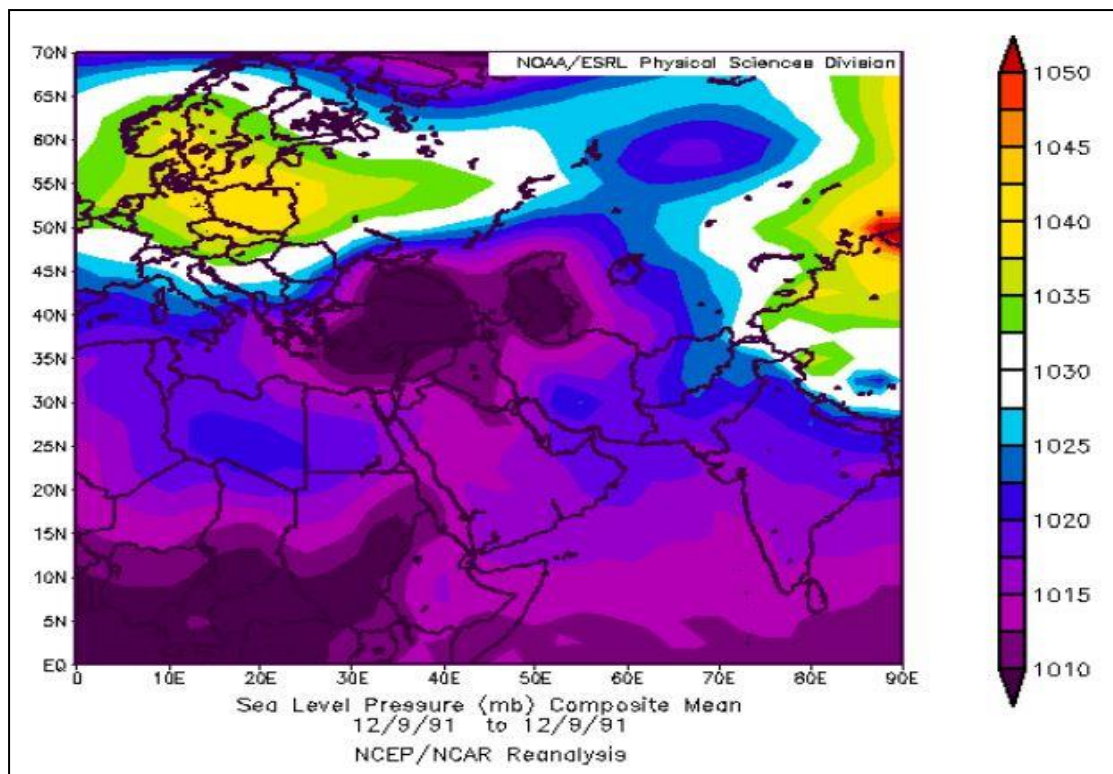 NOAA/ESRL Physical Sciences Division
70N
65N
60N
55N
50N
45N
40N
35N
30N
25N
20N
15N
10N
5N
EQ
0 10E 20E 30E 40E 50E 60E 70E 80E 90E
1050
1045
1040
1035
1030
1025
1020
1015
1010
Sea Level Pressure (mb) Composite Mean
12/9/91 to 12/9/91
NCEP/NCAR Reanalysis